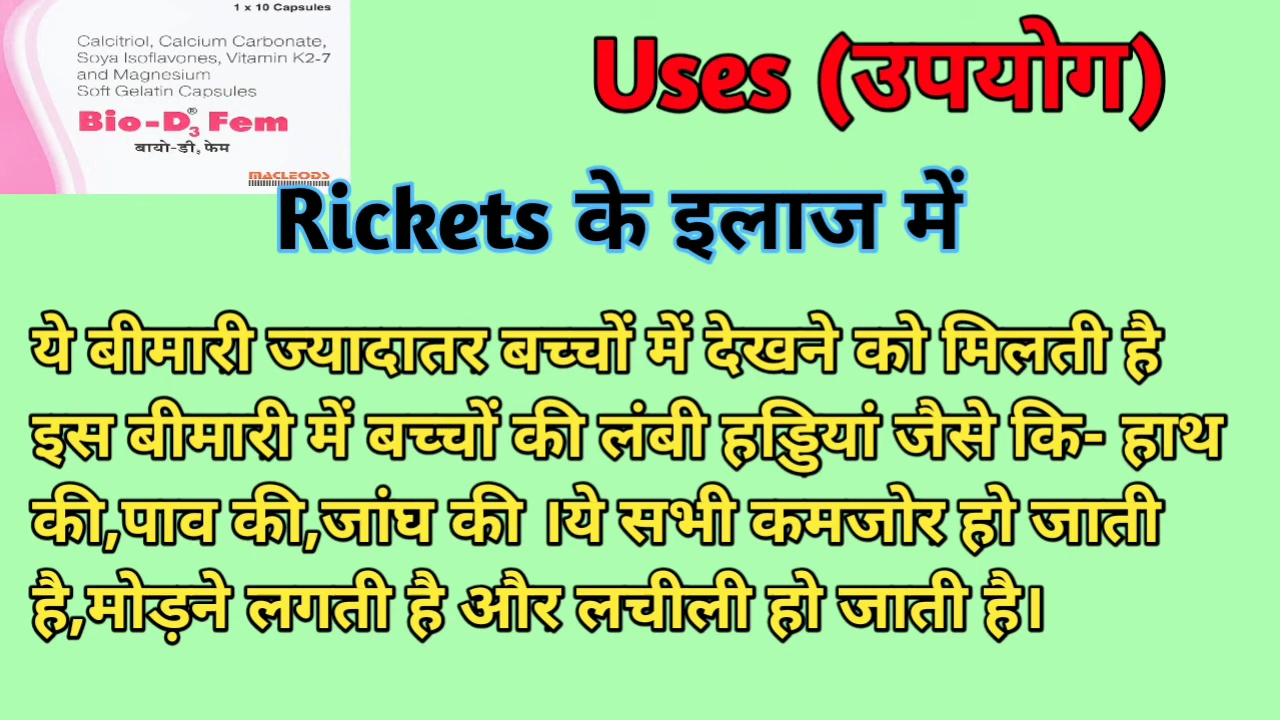 1 x 10 Capsules
Calcitriol, Calcium Carbonate,
Soya Isoflavones, Vitamin K2-7
and Magnesium
Soft Gelatin Capsules
Bio-D3® Fem
बायो-डी३ फेम
MACLEODS
Uses (उपयोग)
Rickets के इलाज में
ये बीमारी ज्यादातर बच्चों में देखने को मिलती है
इस बीमारी में बच्चों की लंबी हड्डियां जैसे कि- हाथ
की,पाव की,जांघ की ।ये सभी कमजोर हो जाती
है,मोड़ने लगती है और लचीली हो जाती है।